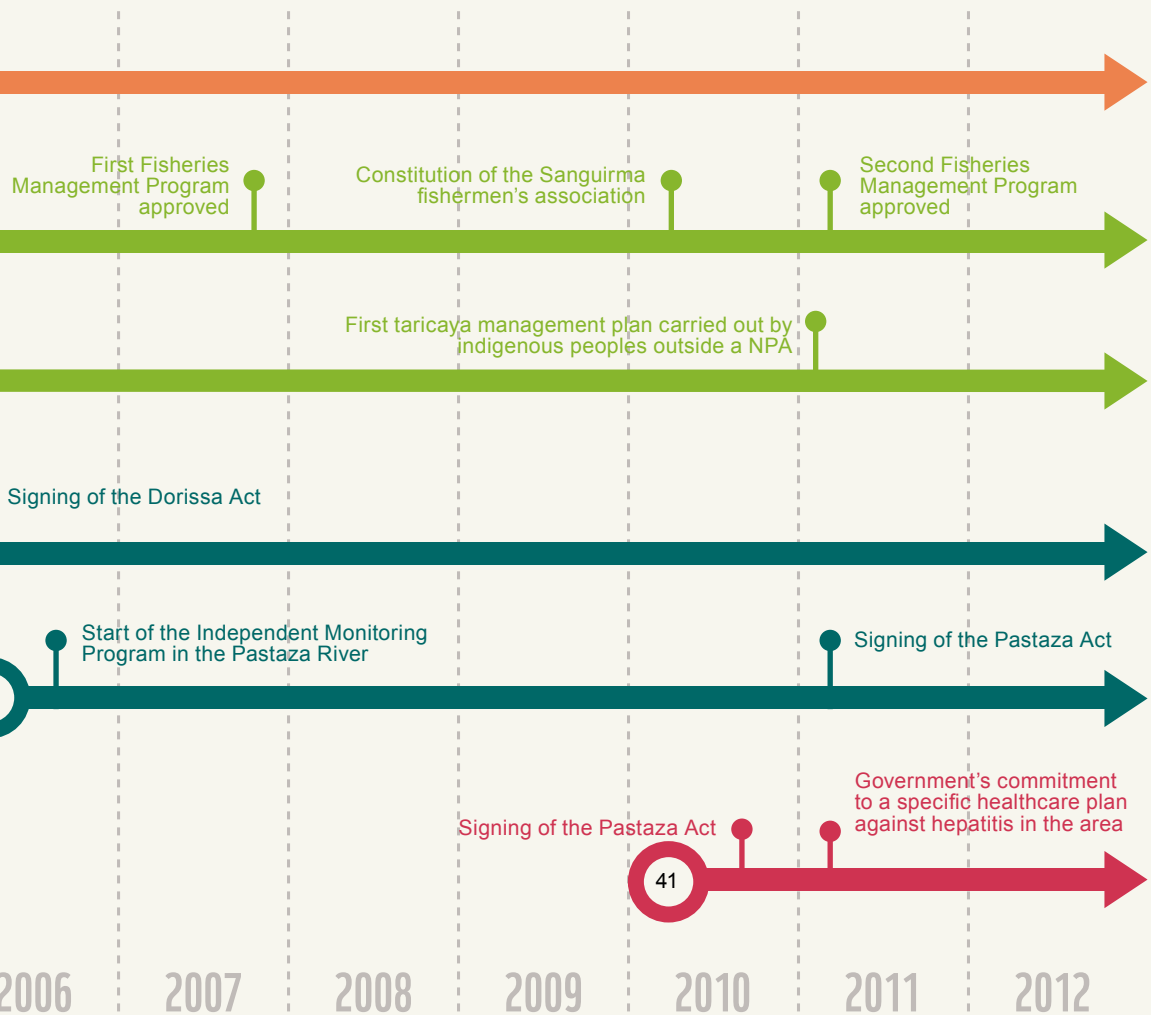 First Fisheries
Management Program
approved
Constitution of the Sanguirma
fishermen's association
Second Fisheries
Management Program
approved
First taricaya management plan carried out by
indigenous peoples outside a NPA
Signing of the Dorissa Act
Start of the Independent Monitoring
Program in the Pastaza River
Signing of the Pastaza Act
Government’s commitment
to a specific healthcare plan
against hepatitis in the area
Signing of the Pastaza Act
41
2006
2007
2008
2009
2010
2011
2012